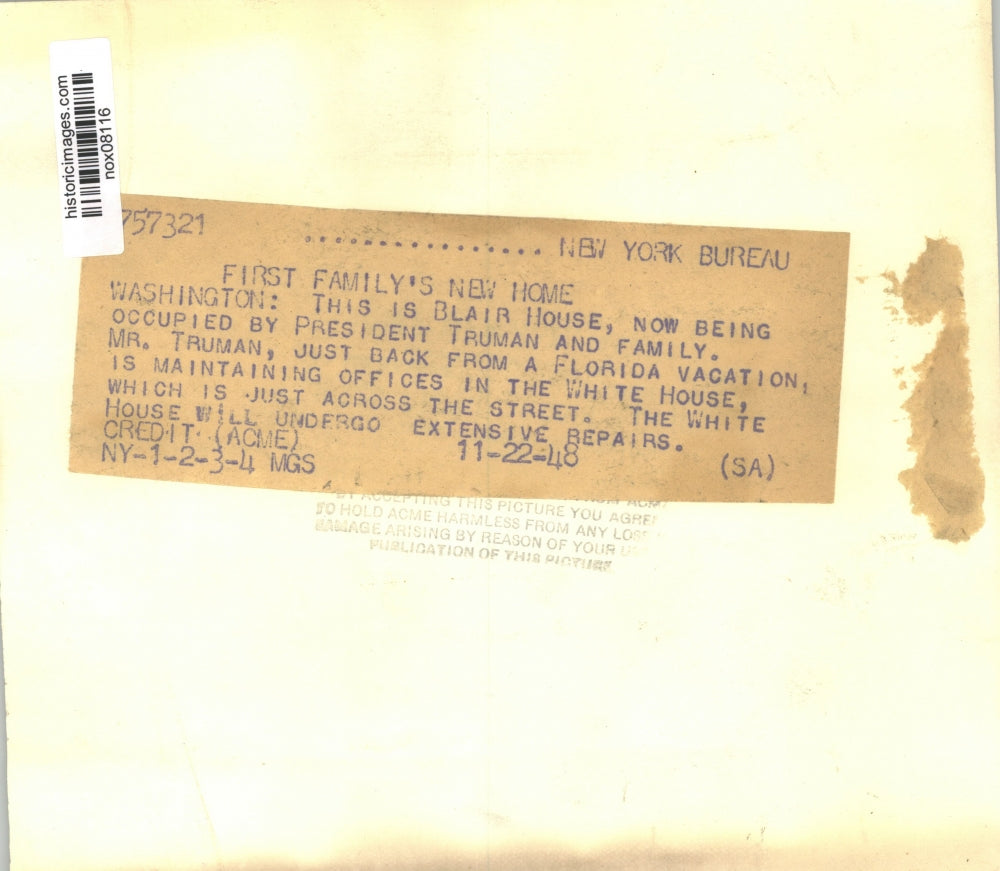 historicimages.com
nox08116
757321
................ NEW YORK BUREAU
FIRST FAMILY'S NEW HOME
WASHINGTON: THIS IS BLAIR HOUSE, NOW BEING
OCCUPIED BY PRESIDENT TRUMAN AND FAMILY.
MR. TRUMAN, JUST BACK FROM A FLORIDA VACATION,
IS MAINTAINING OFFICES IN THE WHITE HOUSE,
WHICH IS JUST ACROSS THE STREET. THE WHITE
HOUSE WILL UNDERGO EXTENSIVE REPAIRS.
CREDIT (ACME) 11-22-48 (SA)
NY-1-2-3-4 MGS
BY ACCEPTING THIS PICTURE YOU AGREE
TO HOLD ACME HARMLESS FROM ANY LOSS
DAMAGE ARISING BY REASON OF YOUR
PUBLICATION OF THIS PICTURE